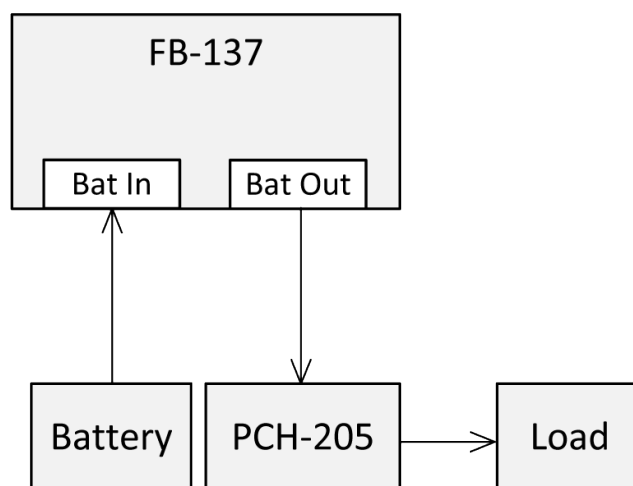 FB-137
Bat In
Bat Out
Battery
PCH-205
Load